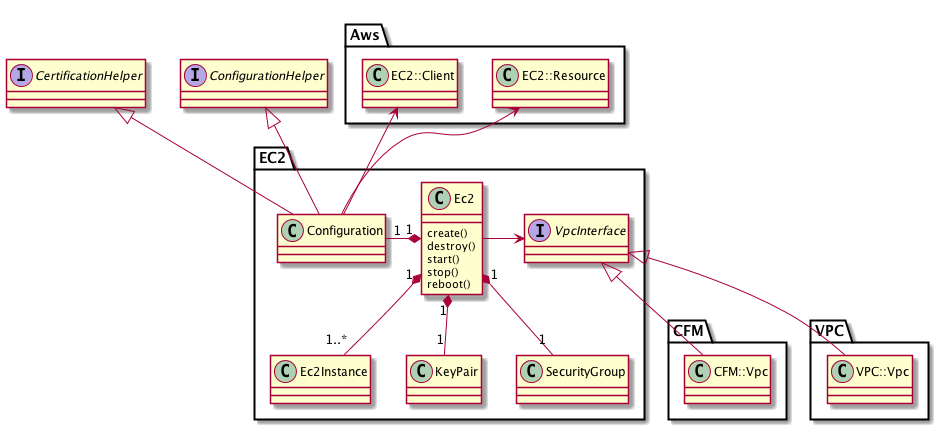 Aws
I CertificationHelper
I ConfigurationHelper
C EC2::Client
C EC2::Resource
EC2
C Ec2
create()
destroy()
start()
stop()
reboot()
C Configuration
1 1
I VpcInterface
1
1
1
1..*
1
1
C Ec2Instance
C KeyPair
C SecurityGroup
CFM
C CFM::Vpc
VPC
C VPC::Vpc